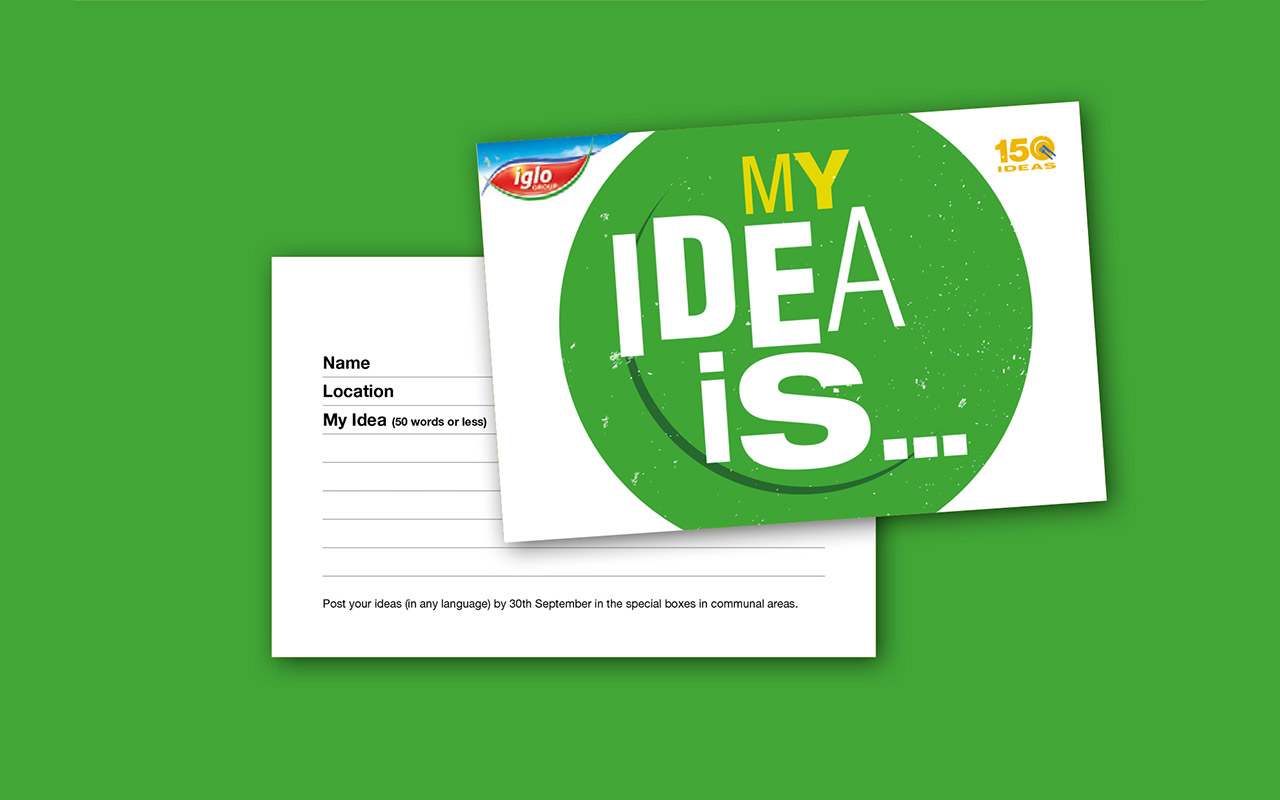 iglo
GROUP
150
IDEAS
MY
IDEA
iS...
Name
Location
My Idea (50 words or less)
Post your ideas (in any language) by 30th September in the special boxes in communal areas.